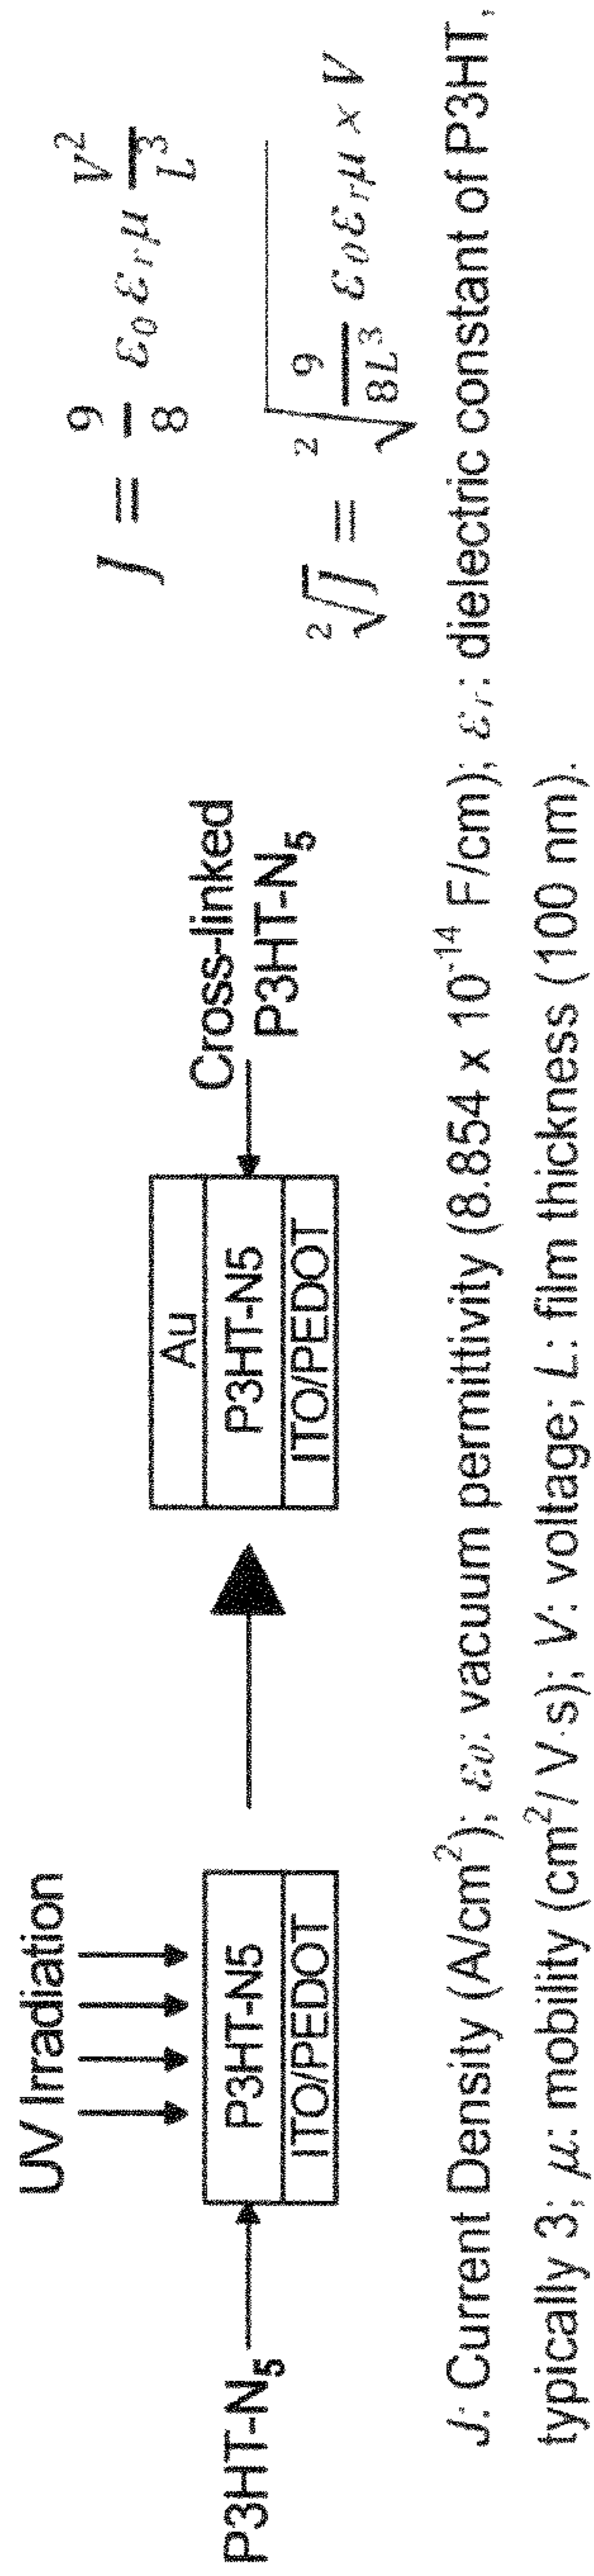 UV Irradiation
P3HT-N₅
P3HT-N5
ITO/PEDOT
Au
P3HT-N5
ITO/PEDOT
Cross-linked
P3HT-N₅
J = 9/8 ε₀ εᵣ μ V²/L³
²√J = ²√(9/8L³ ε₀εᵣμ) × V
J: Current Density (A/cm²); ε₀: vacuum permittivity (8.854 x 10⁻¹⁴ F/cm); εᵣ: dielectric constant of P3HT,
typically 3; μ: mobility (cm²/ V·s); V: voltage; L: film thickness (100 nm).